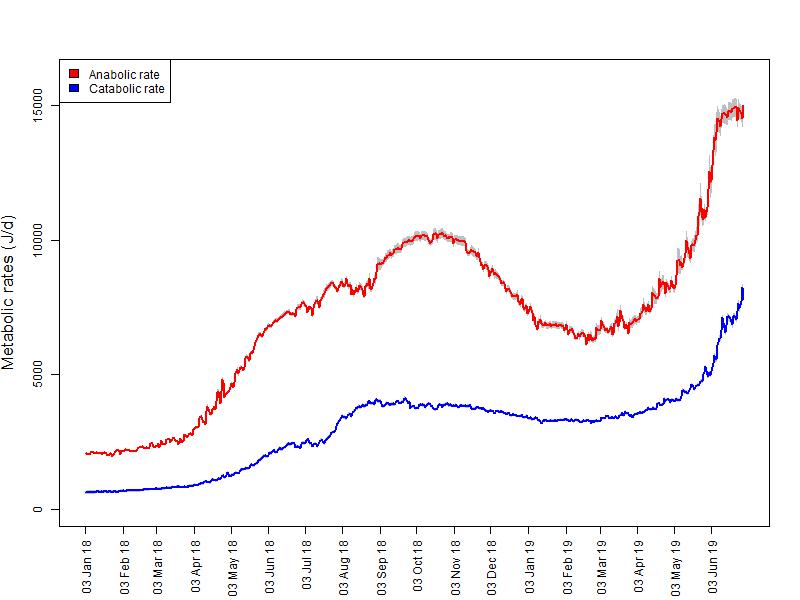 Anabolic rate
Catabolic rate
Metabolic rates (J/d)
15000
10000
5000
0
03 Jan 18
03 Feb 18
03 Mar 18
03 Apr 18
03 May 18
03 Jun 18
03 Jul 18
03 Aug 18
03 Sep 18
03 Oct 18
03 Nov 18
03 Dec 18
03 Jan 19
03 Feb 19
03 Mar 19
03 Apr 19
03 May 19
03 Jun 19